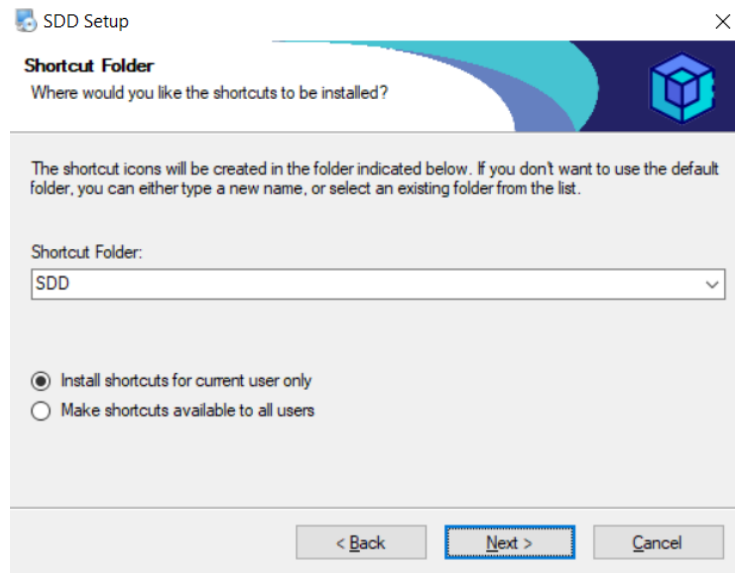 SDD Setup
Shortcut Folder
Where would you like the shortcuts to be installed?
The shortcut icons will be created in the folder indicated below. If you don't want to use the default
folder, you can either type a new name, or select an existing folder from the list.
Shortcut Folder:
SDD
Install shortcuts for current user only
Make shortcuts available to all users
< Back
Next >
Cancel